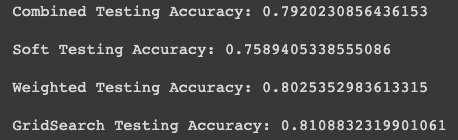 Combined Testing Accuracy: 0.7920230856436153
Soft Testing Accuracy: 0.7589405338555086
Weighted Testing Accuracy: 0.8025352983613315
GridSearch Testing Accuracy: 0.8108832319901061